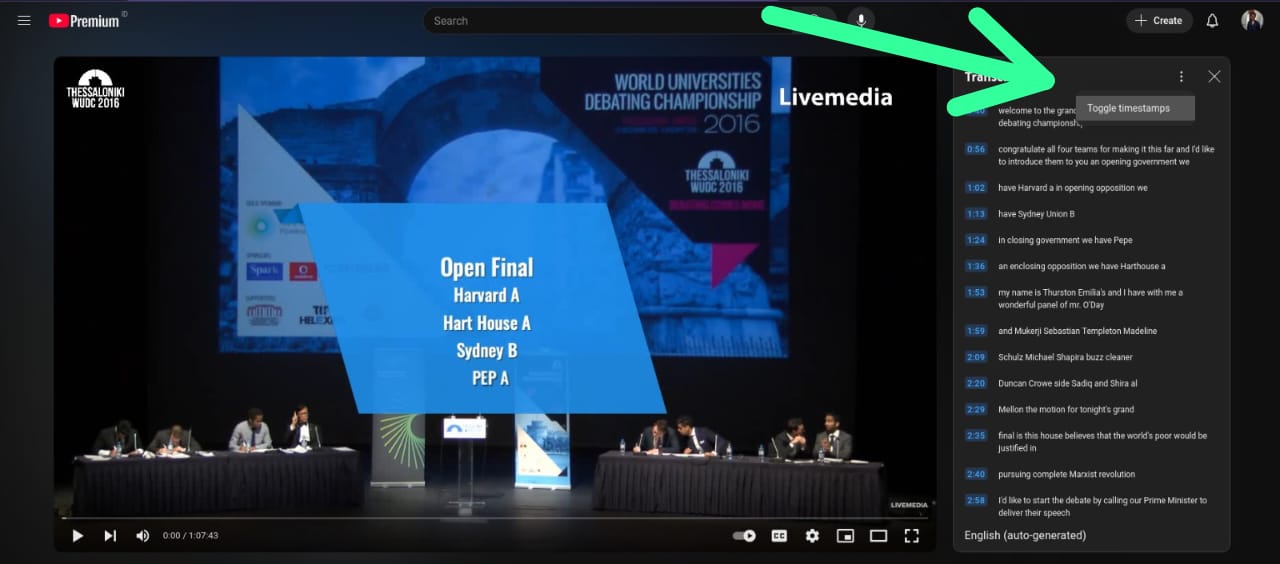 Premium ID
Search
Create
THESSALONIKI
WUDC 2016
WORLD UNIVERSITIES
DEBATING CHAMPIONSHIP
2016
Livemedia
THESSALONIKI
WUDC 2016
Spark
Open Final
Harvard A
Hart House A
Sydney B
PEP A
LIVEMEDIA
0:00 / 1:07:43
CC
Toggle timestamps
welcome to the
debating
0:56
congratulate all four teams for making it this far and I'd like
to introduce them to you an opening government we
1:02
have Harvard a in opening opposition we
1:13
have Sydney Union B
1:24
in closing government we have Pepe
1:36
an enclosing opposition we have Harthouse a
1:53
my name is Thurston Emilia's and I have with me a
wonderful panel of mr. O'Day
1:59
and Mukerji Sebastian Templeton Madeline
2:09
Schulz Michael Shapira buzz cleaner
2:20
Duncan Crowe side Sadiq and Shira al
2:29
Mellon the motion for tonight's grand
2:35
final is this house believes that the world's poor would be
justified in
2:40
pursuing complete Marxist revolution
2:58
I'd like to start the debate by calling our Prime Minister to
deliver their speech
English (auto-generated)